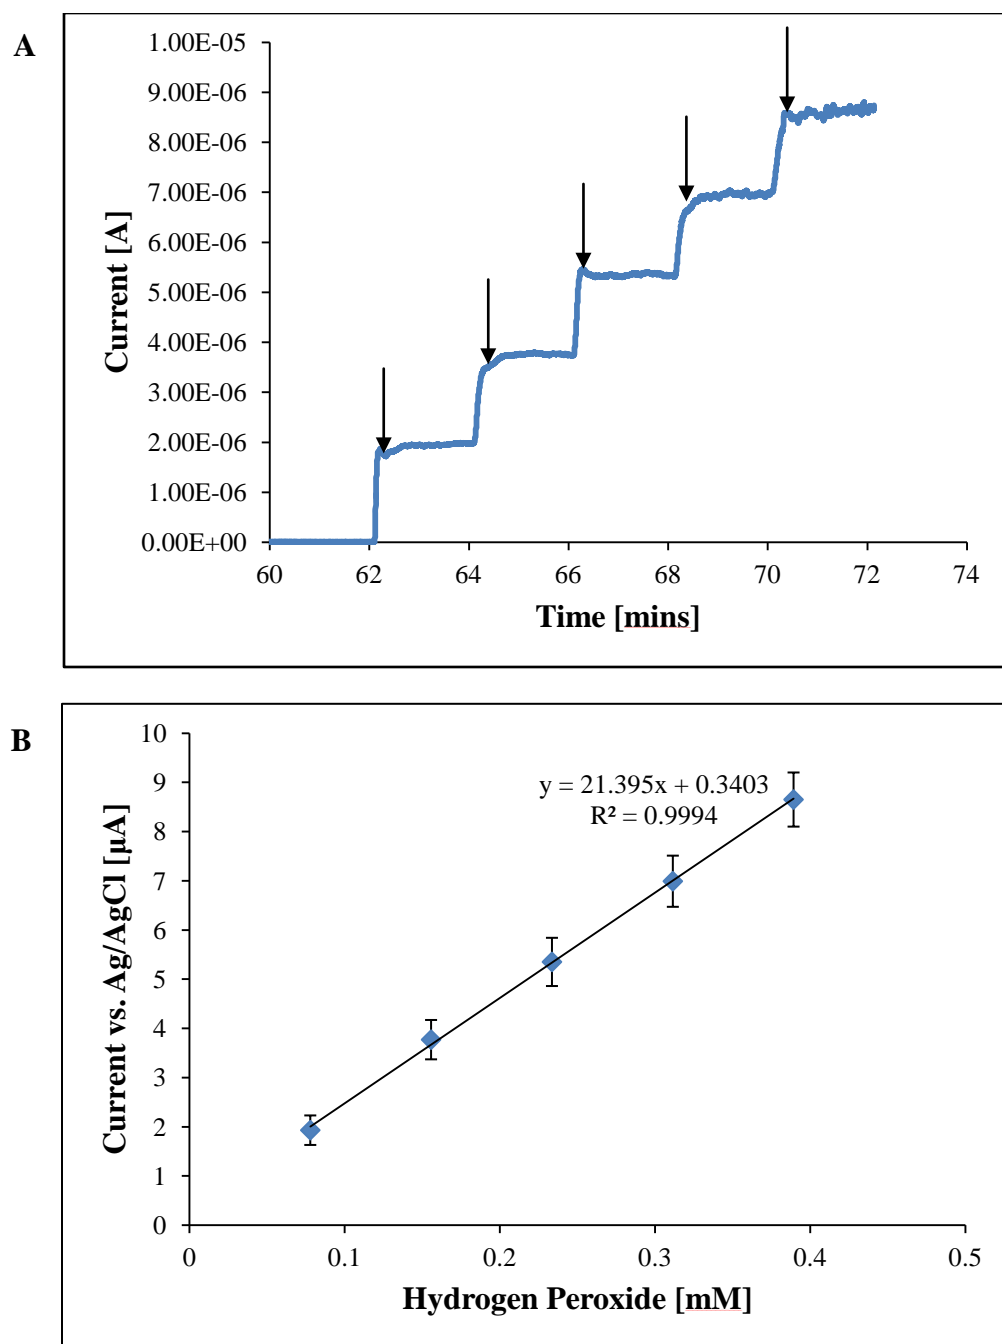 A
1.00E-05
9.00E-06
8.00E-06
7.00E-06
6.00E-06
5.00E-06
4.00E-06
3.00E-06
2.00E-06
1.00E-06
0.00E+00
Current [A]
60 62 64 66 68 70 72 74
Time [mins]
B
10
9
8
7
6
5
4
3
2
1
0
Current vs. Ag/AgCl [µA]
y = 21.395x + 0.3403
R² = 0.9994
0 0.1 0.2 0.3 0.4 0.5
Hydrogen Peroxide [mM]